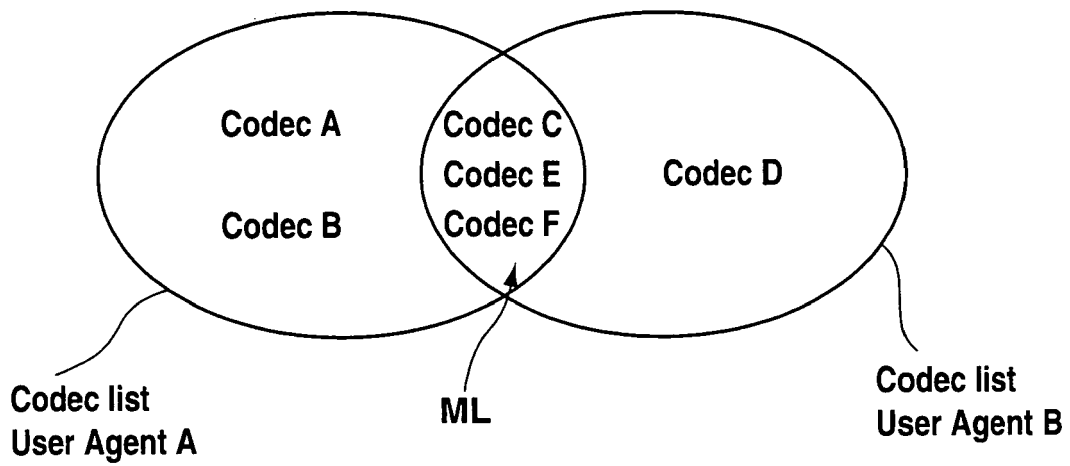 Codec A
Codec B
Codec C
Codec E
Codec F
Codec D
Codec list
User Agent A
ML
Codec list
User Agent B